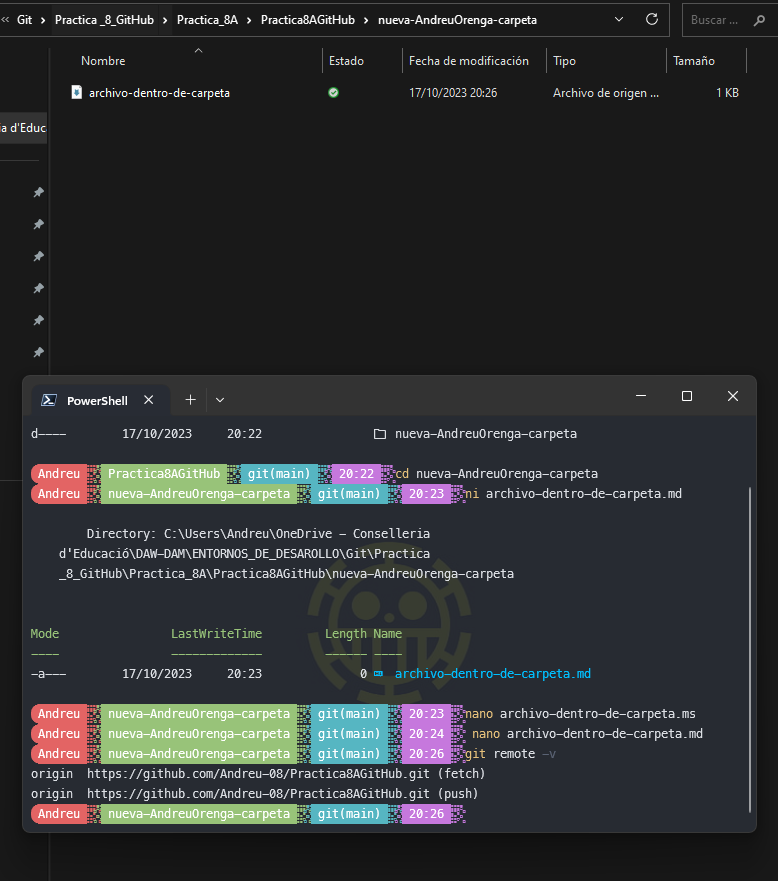 « Git > Practica _8_GitHub > Practica_8A > Practica8AGitHub > nueva-AndreuOrenga-carpeta
Buscar ...
Nombre Estado Fecha de modificación Tipo Tamaño
archivo-dentro-de-carpeta 17/10/2023 20:26 Archivo de origen ... 1 KB
ia d'Educa
PowerShell
d---- 17/10/2023 20:22 nueva-AndreuOrenga-carpeta
Andreu Practica8AGitHub git(main) 20:22 cd nueva-AndreuOrenga-carpeta
Andreu nueva-AndreuOrenga-carpeta git(main) 20:23 ni archivo-dentro-de-carpeta.md
Directory: C:\Users\Andreu\OneDrive - Conselleria
d'Educació\DAW-DAM\ENTORNOS_DE_DESAROLLO\Git\Practica
_8_GitHub\Practica_8A\Practica8AGitHub\nueva-AndreuOrenga-carpeta
Mode LastWriteTime Length Name
---- ------------- ------ ----
-a--- 17/10/2023 20:23 0 archivo-dentro-de-carpeta.md
Andreu nueva-AndreuOrenga-carpeta git(main) 20:23 nano archivo-dentro-de-carpeta.ms
Andreu nueva-AndreuOrenga-carpeta git(main) 20:24 nano archivo-dentro-de-carpeta.md
Andreu nueva-AndreuOrenga-carpeta git(main) 20:26 git remote -v
origin https://github.com/Andreu-08/Practica8AGitHub.git (fetch)
origin https://github.com/Andreu-08/Practica8AGitHub.git (push)
Andreu nueva-AndreuOrenga-carpeta git(main) 20:26